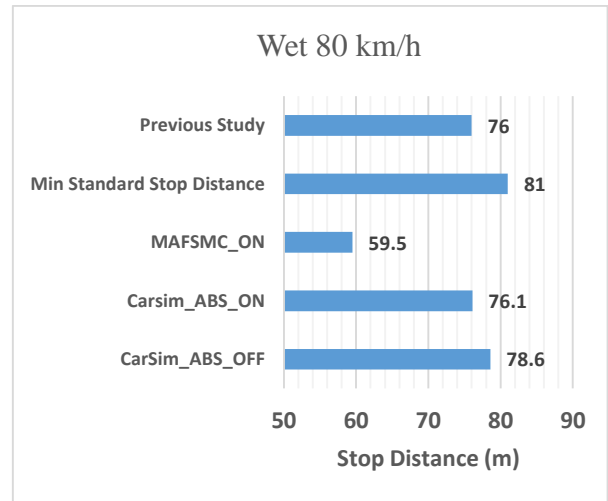 Wet 80 km/h
Previous Study 76
Min Standard Stop Distance 81
MAFSMC_ON 59.5
Carsim_ABS_ON 76.1
CarSim_ABS_OFF 78.6
50 60 70 80 90
Stop Distance (m)